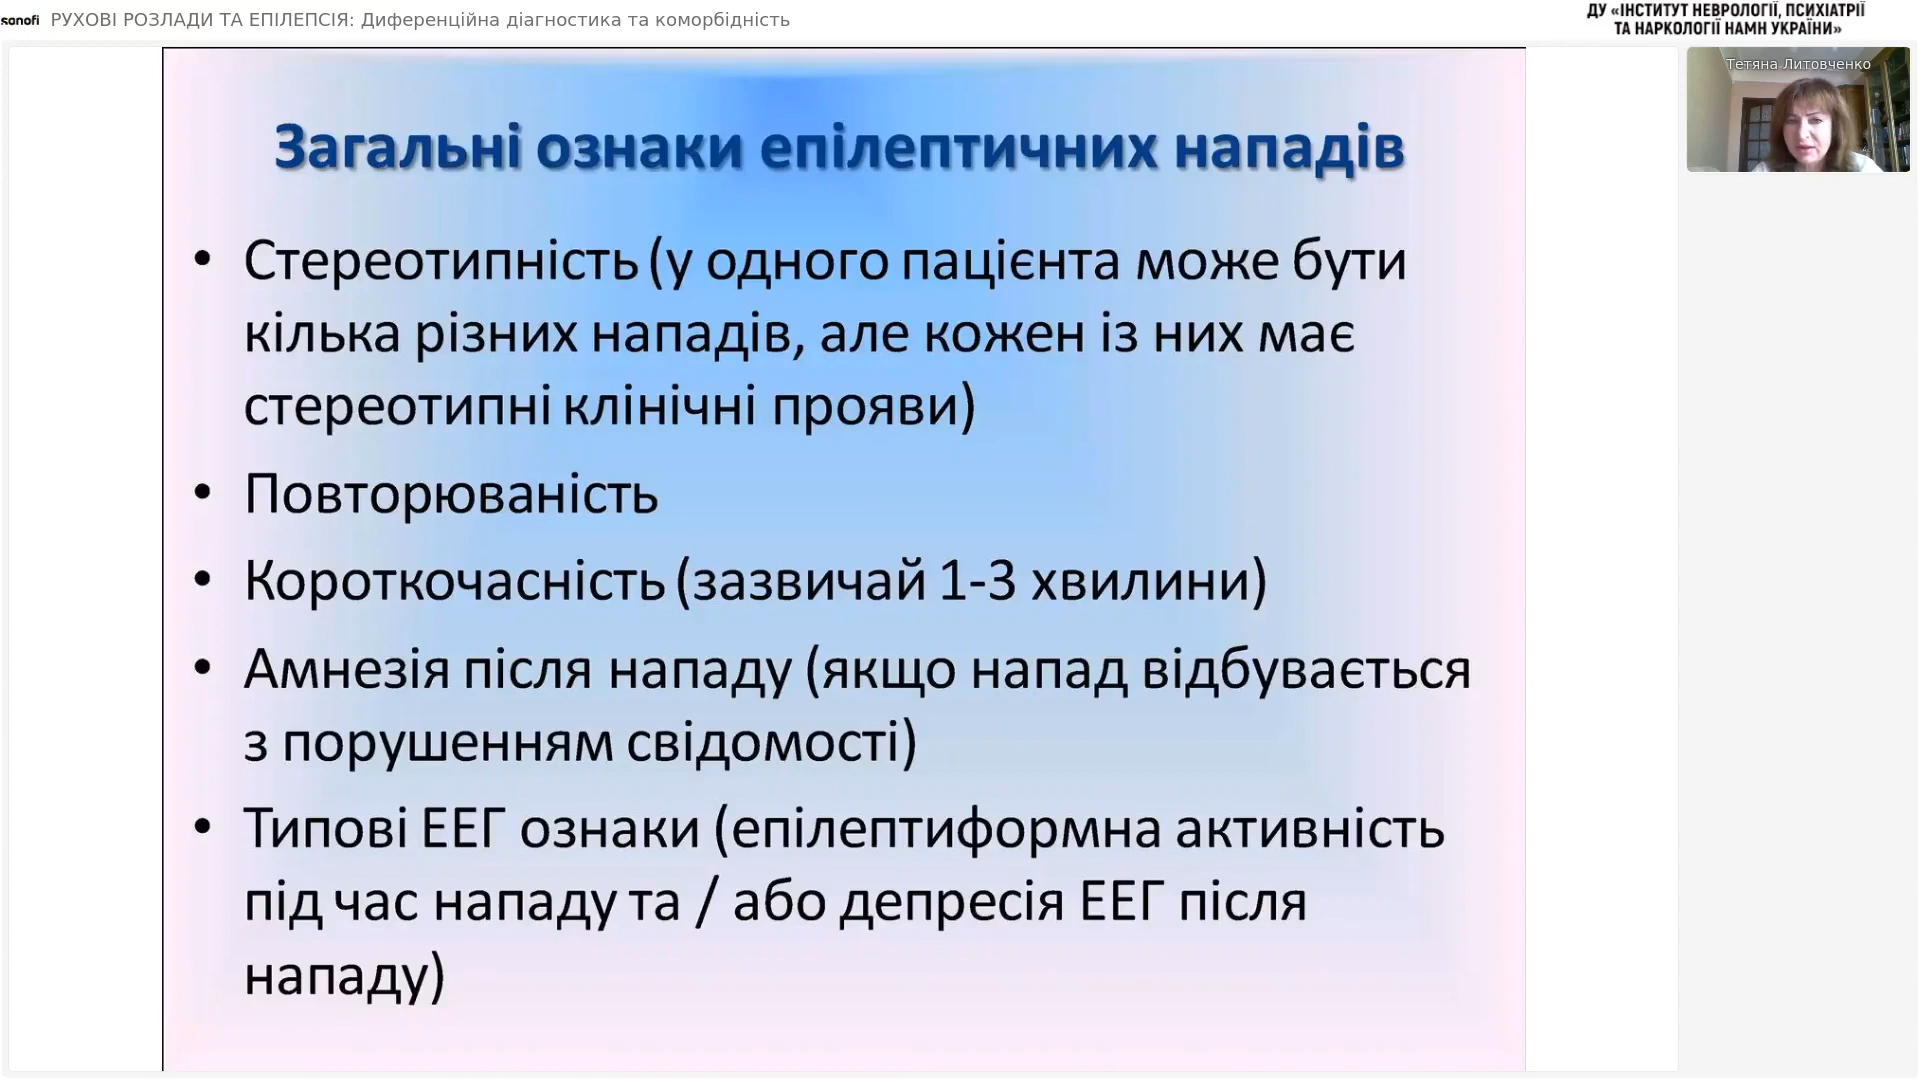 sanofi
РУХОВІ РОЗЛАДИ ТА ЕПІЛЕПСІЯ: Диференційна діагностика та коморбідність
ДУ «ІНСТИТУТ НЕВРОЛОГІЇ, ПСИХІАТРІЇ
ТА НАРКОЛОГІЇ НАМН УКРАЇНИ»
Тетяна Литовченко
Загальні ознаки епілептичних нападів
• Стереотипність (у одного пацієнта може бути
кілька різних нападів, але кожен із них має
стереотипні клінічні прояви)
• Повторюваність
• Короткочасність (зазвичай 1-3 хвилини)
• Амнезія після нападу (якщо напад відбувається
з порушенням свідомості)
• Типові ЕЕГ ознаки (епілептиформна активність
під час нападу та / або депресія ЕЕГ після
нападу)